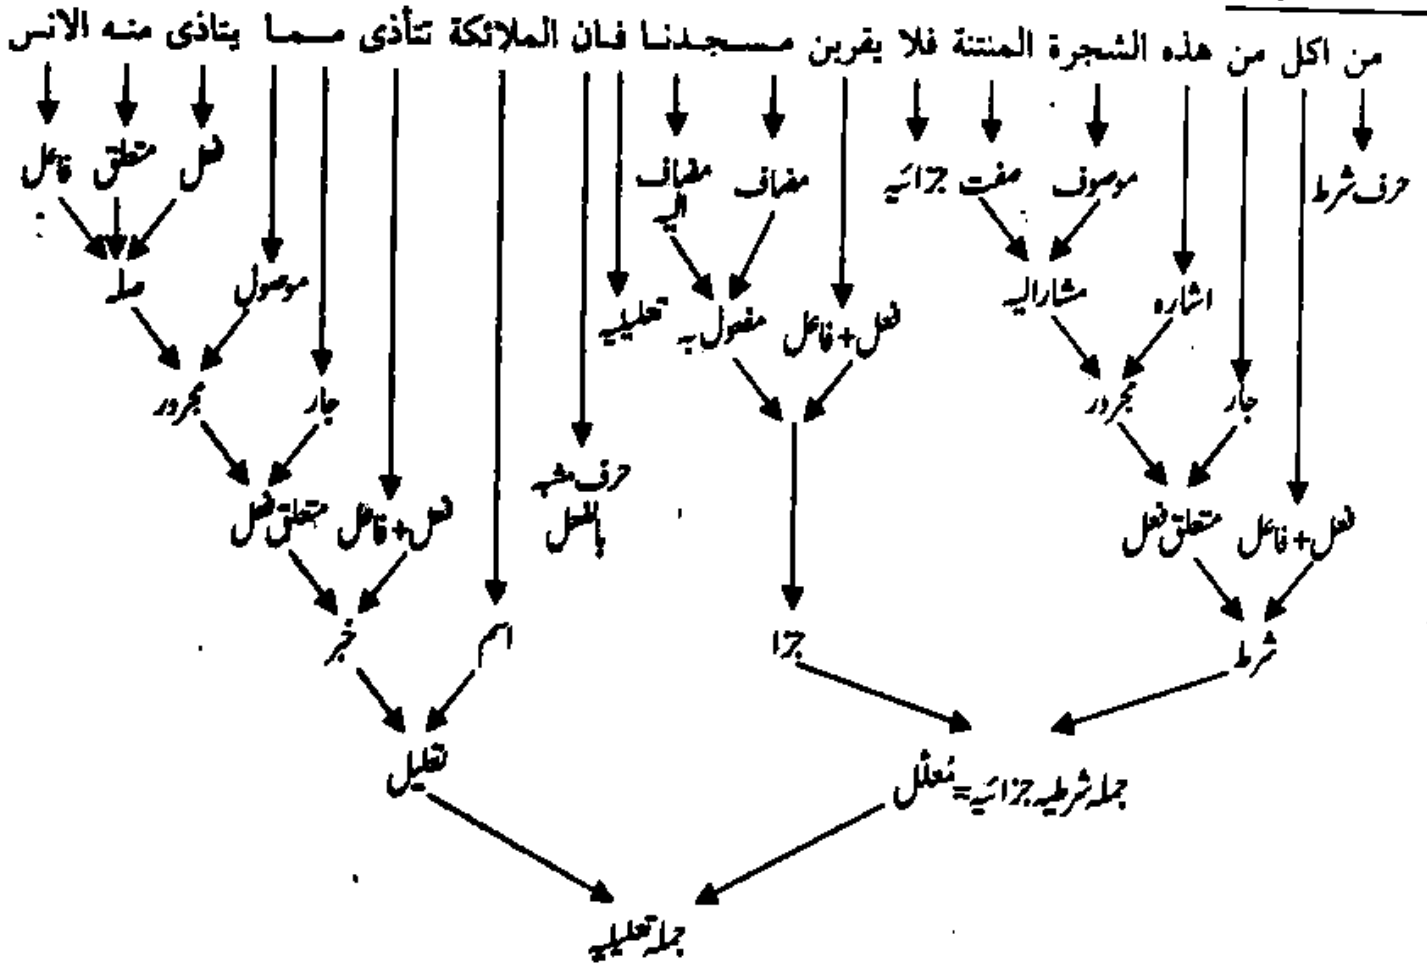 من اكل من هذه الشجرة المنتنة فلا يقربن مسجدنا فان الملائكة تتأذى مما يتاذى منه الانس
حرف شرط موصوف صفت جزائیہ مضاف مضاف الیہ فعل متعلق فاعل
اشارہ مشارالیہ فعل+فاعل مفعول بہ تعلیلیہ موصول صلہ
جار مجرور جار مجرور
فعل+فاعل متعلق فعل حرف مشبہ بالفعل فعل+فاعل متعلق فعل
شرط جزا اسم خبر
جملہ شرطیہ جزائیہ=مُعلَّل تعلیل
جملہ تعلیلیہ